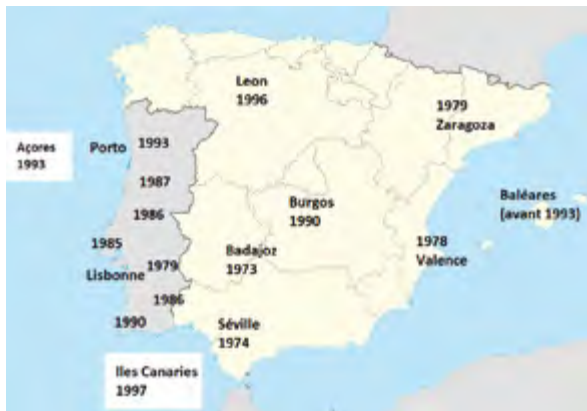 Leon
1996
1979
Zaragoza
Açores
1993
Porto
1993
1987
1986
Burgos
1990
Baléares
(avant 1993)
1985
Lisbonne
1979
Badajoz
1973
1978
Valence
1986
1990
Séville
1974
Iles Canaries
1997